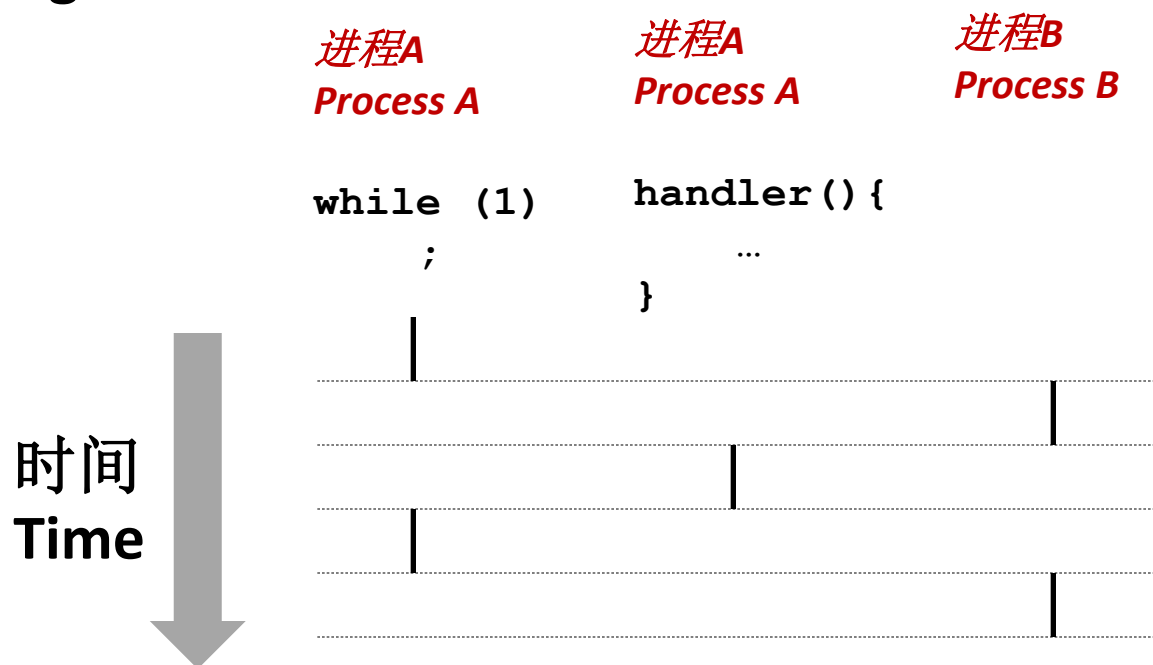 进程A
Process A
进程A
Process A
进程B
Process B
while (1)
;
handler(){
…
}
时间
Time